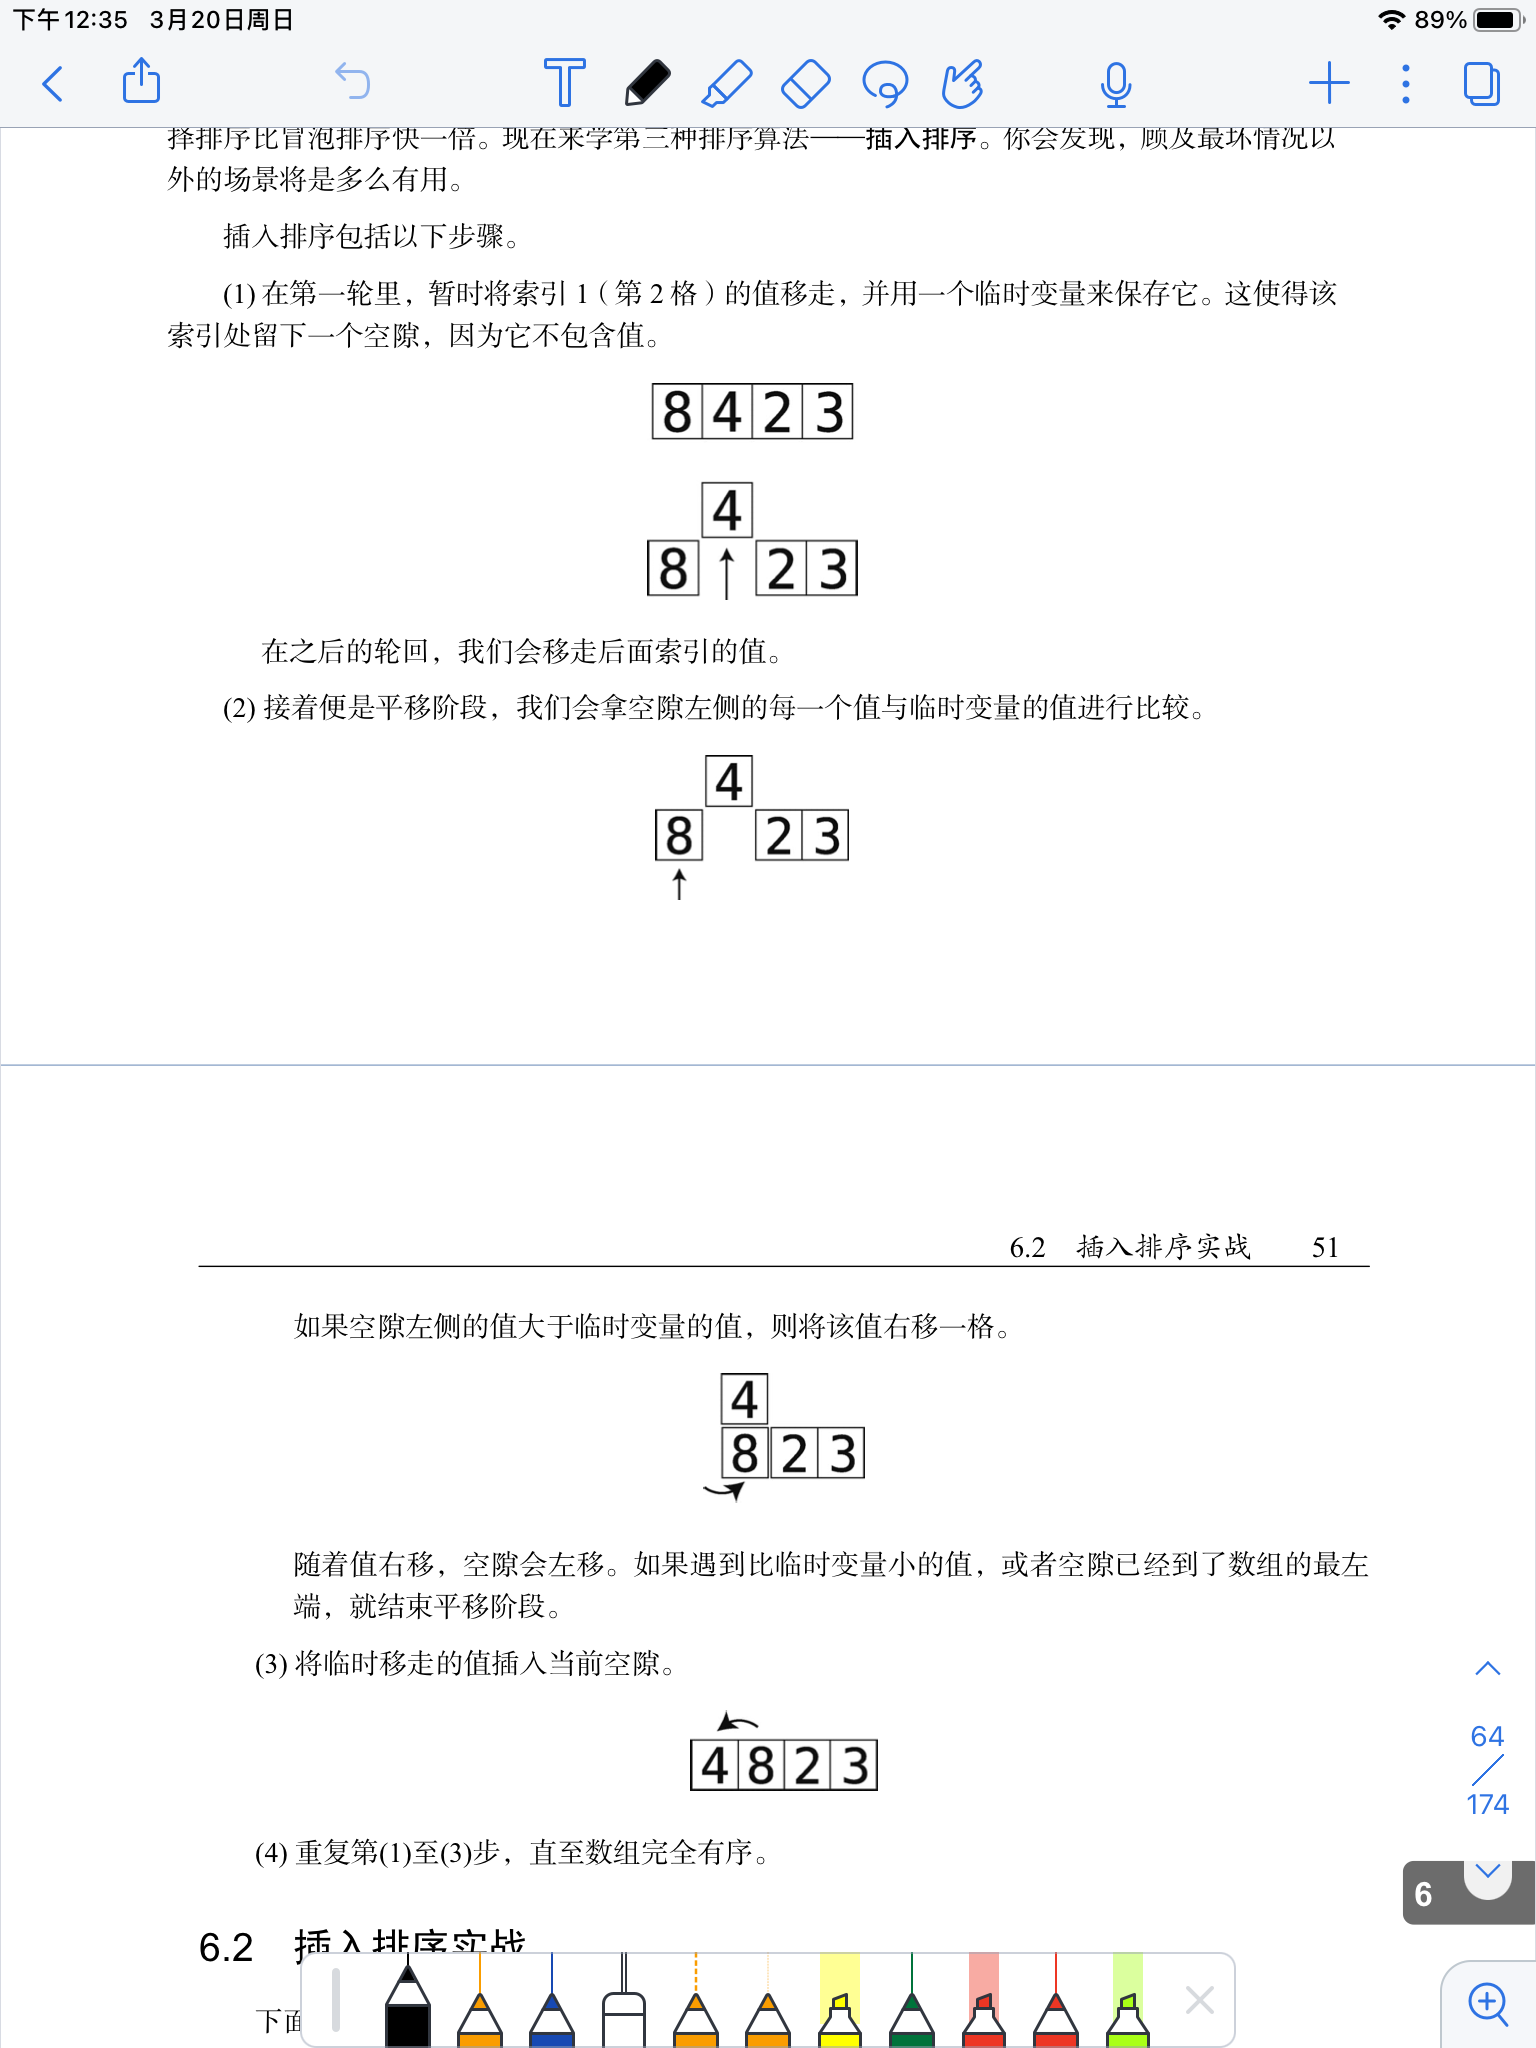 下午12:35 3月20日周日 89%
择排序比冒泡排序快一倍。现在来学第三种排序算法——插入排序。你会发现，顾及最坏情况以
外的场景将是多么有用。
插入排序包括以下步骤。
(1) 在第一轮里，暂时将索引 1（第 2 格）的值移走，并用一个临时变量来保存它。这使得该
索引处留下一个空隙，因为它不包含值。
8 4 2 3
4
8 2 3
在之后的轮回，我们会移走后面索引的值。
(2) 接着便是平移阶段，我们会拿空隙左侧的每一个值与临时变量的值进行比较。
4
8 2 3
6.2 插入排序实战 51
如果空隙左侧的值大于临时变量的值，则将该值右移一格。
4
8 2 3
随着值右移，空隙会左移。如果遇到比临时变量小的值，或者空隙已经到了数组的最左
端，就结束平移阶段。
(3) 将临时移走的值插入当前空隙。
4 8 2 3
64
/
174
(4) 重复第(1)至(3)步，直至数组完全有序。
6
6.2 插入排序实战
下面